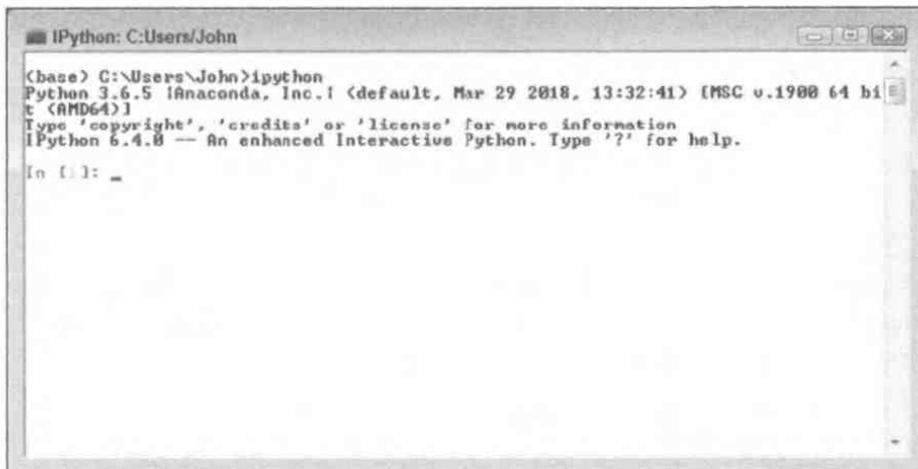 IPython: C:Users/John
(base) C:\Users\John>ipython
Python 3.6.5 |Anaconda, Inc.| (default, Mar 29 2018, 13:32:41) [MSC v.1900 64 bi
t (AMD64)]
Type 'copyright', 'credits' or 'license' for more information
IPython 6.4.0 -- An enhanced Interactive Python. Type '?' for help.
In [1]: _